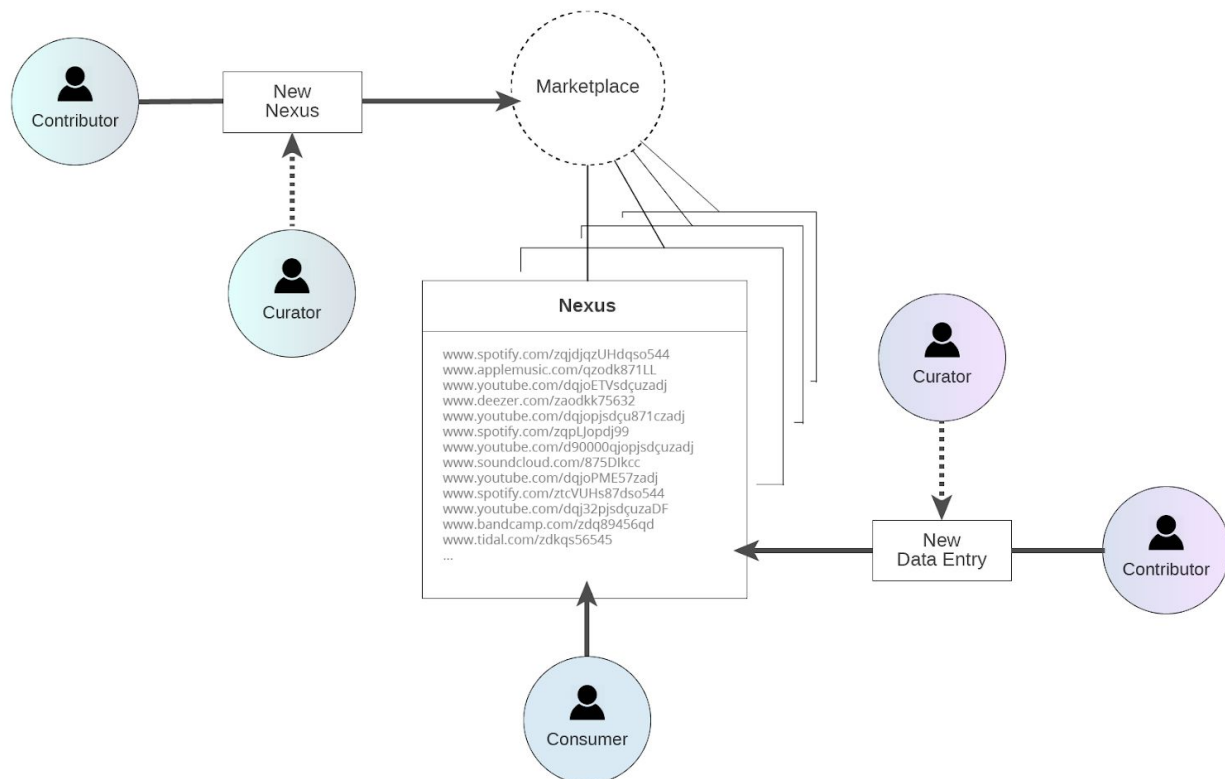 Marketplace
New
Nexus
Contributor
Curator
Nexus
www.spotify.com/zqjdjqzUHdqso544
www.applemusic.com/qzodk871LL
www.youtube.com/dqjoETVsdçuzadj
www.deezer.com/zaodkk75632
www.youtube.com/dqjopjsdçu871czadj
www.spotify.com/zqpLJopdj99
www.youtube.com/d90000qjopjsdçuzadj
www.soundcloud.com/875DIkcc
www.youtube.com/dqjoPME57zadj
www.spotify.com/ztcVUHs87dso544
www.youtube.com/dqj32pjsdçuzaDF
www.bandcamp.com/zdq89456qd
www.tidal.com/zdkqs56545
...
Curator
New
Data Entry
Contributor
Consumer